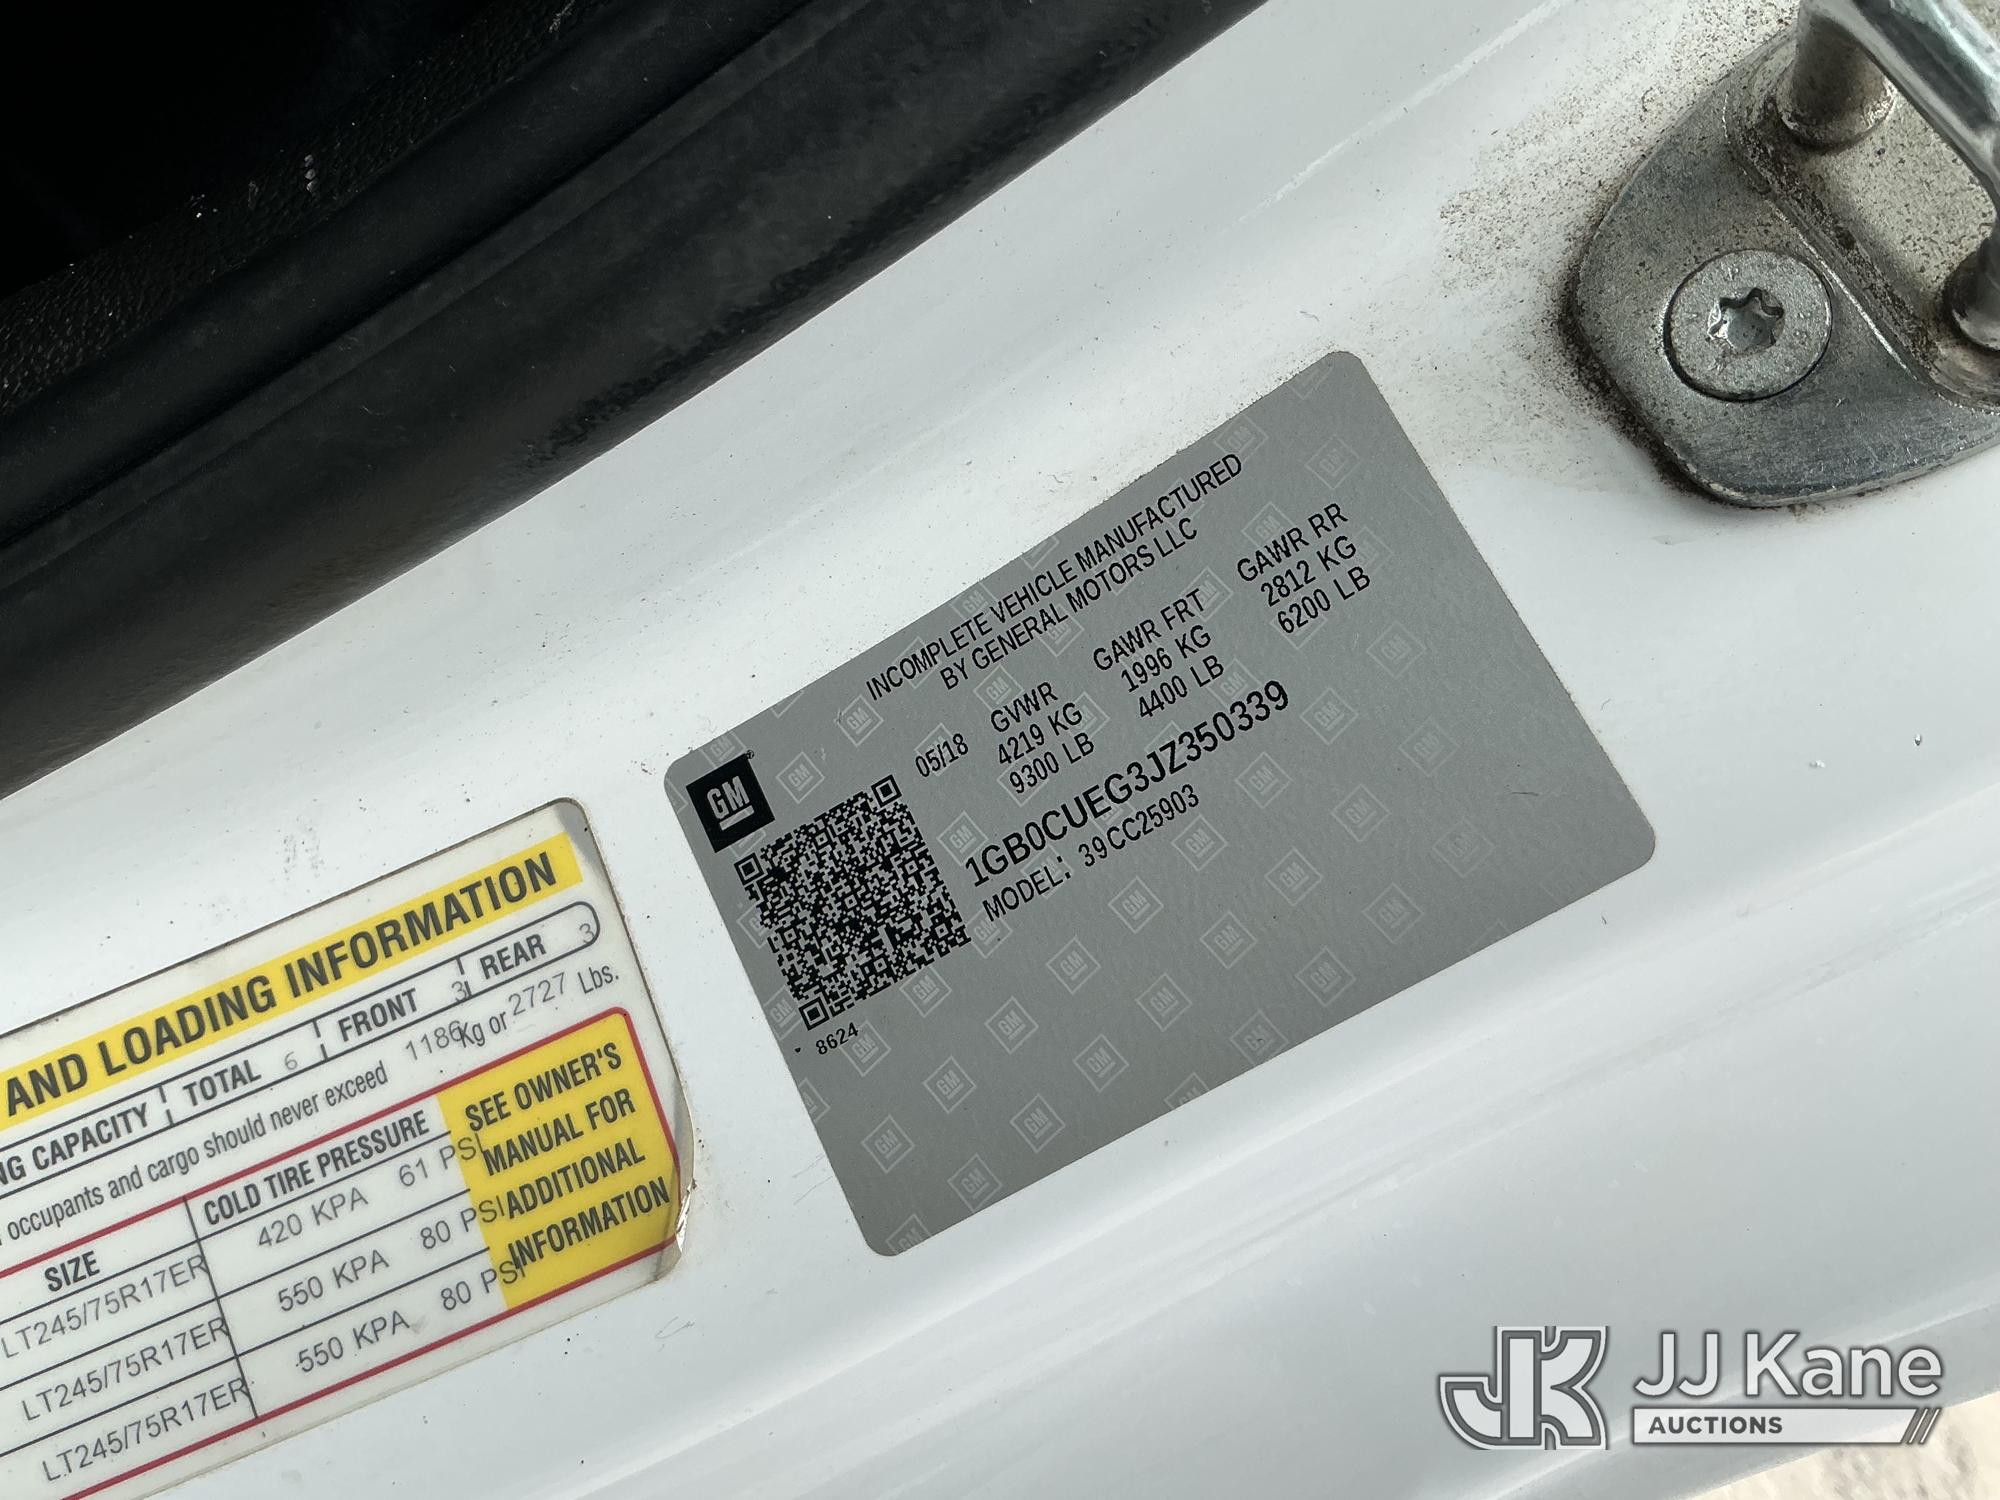 INCOMPLETE VEHICLE MANUFACTURED
BY GENERAL MOTORS LLC
GM
05/18 GVWR GAWR FRT GAWR RR
4219 KG 1996 KG 2812 KG
9300 LB 4400 LB 6200 LB
1GB0CUEG3JZ350339
MODEL: 39CC25903
8624
AND LOADING INFORMATION
NG CAPACITY TOTAL 6 FRONT 3 REAR 3
occupants and cargo should never exceed 1186 Kg or 2727 Lbs.
SIZE COLD TIRE PRESSURE
LT245/75R17ER 420 KPA 61 PSI
LT245/75R17ER 550 KPA 80 PSI
LT245/75R17ER 550 KPA 80 PSI
SEE OWNER'S
MANUAL FOR
ADDITIONAL
INFORMATION
JK JJ Kane
AUCTIONS